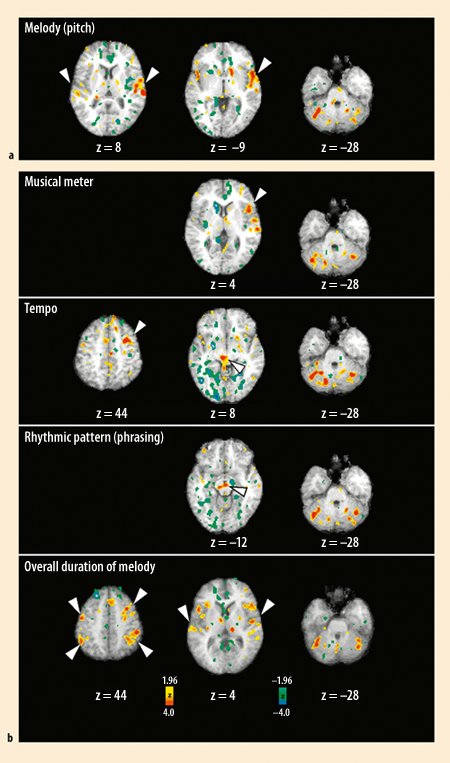 Melody (pitch)
z = 8
z = –9
z = –28
a
Musical meter
z = 4
z = –28
Tempo
z = 44
z = 8
z = –28
Rhythmic pattern (phrasing)
z = –12
z = –28
Overall duration of melody
1.96
–1.96
z
z
z = 44
z = 4
z = –28
4.0
–4.0
b